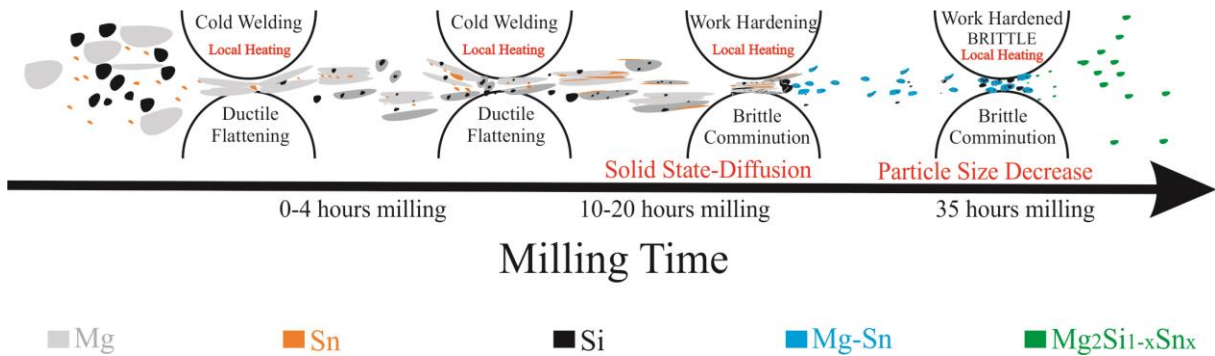 Cold Welding
Local Heating
Ductile
Flattening
Cold Welding
Local Heating
Ductile
Flattening
Work Hardening
Local Heating
Brittle
Comminution
Work Hardened
BRITTLE
Local Heating
Brittle
Comminution
Solid State-Diffusion
Particle Size Decrease
0-4 hours milling
10-20 hours milling
35 hours milling
Milling Time
Mg
Sn
Si
Mg-Sn
Mg2Si1-xSnx